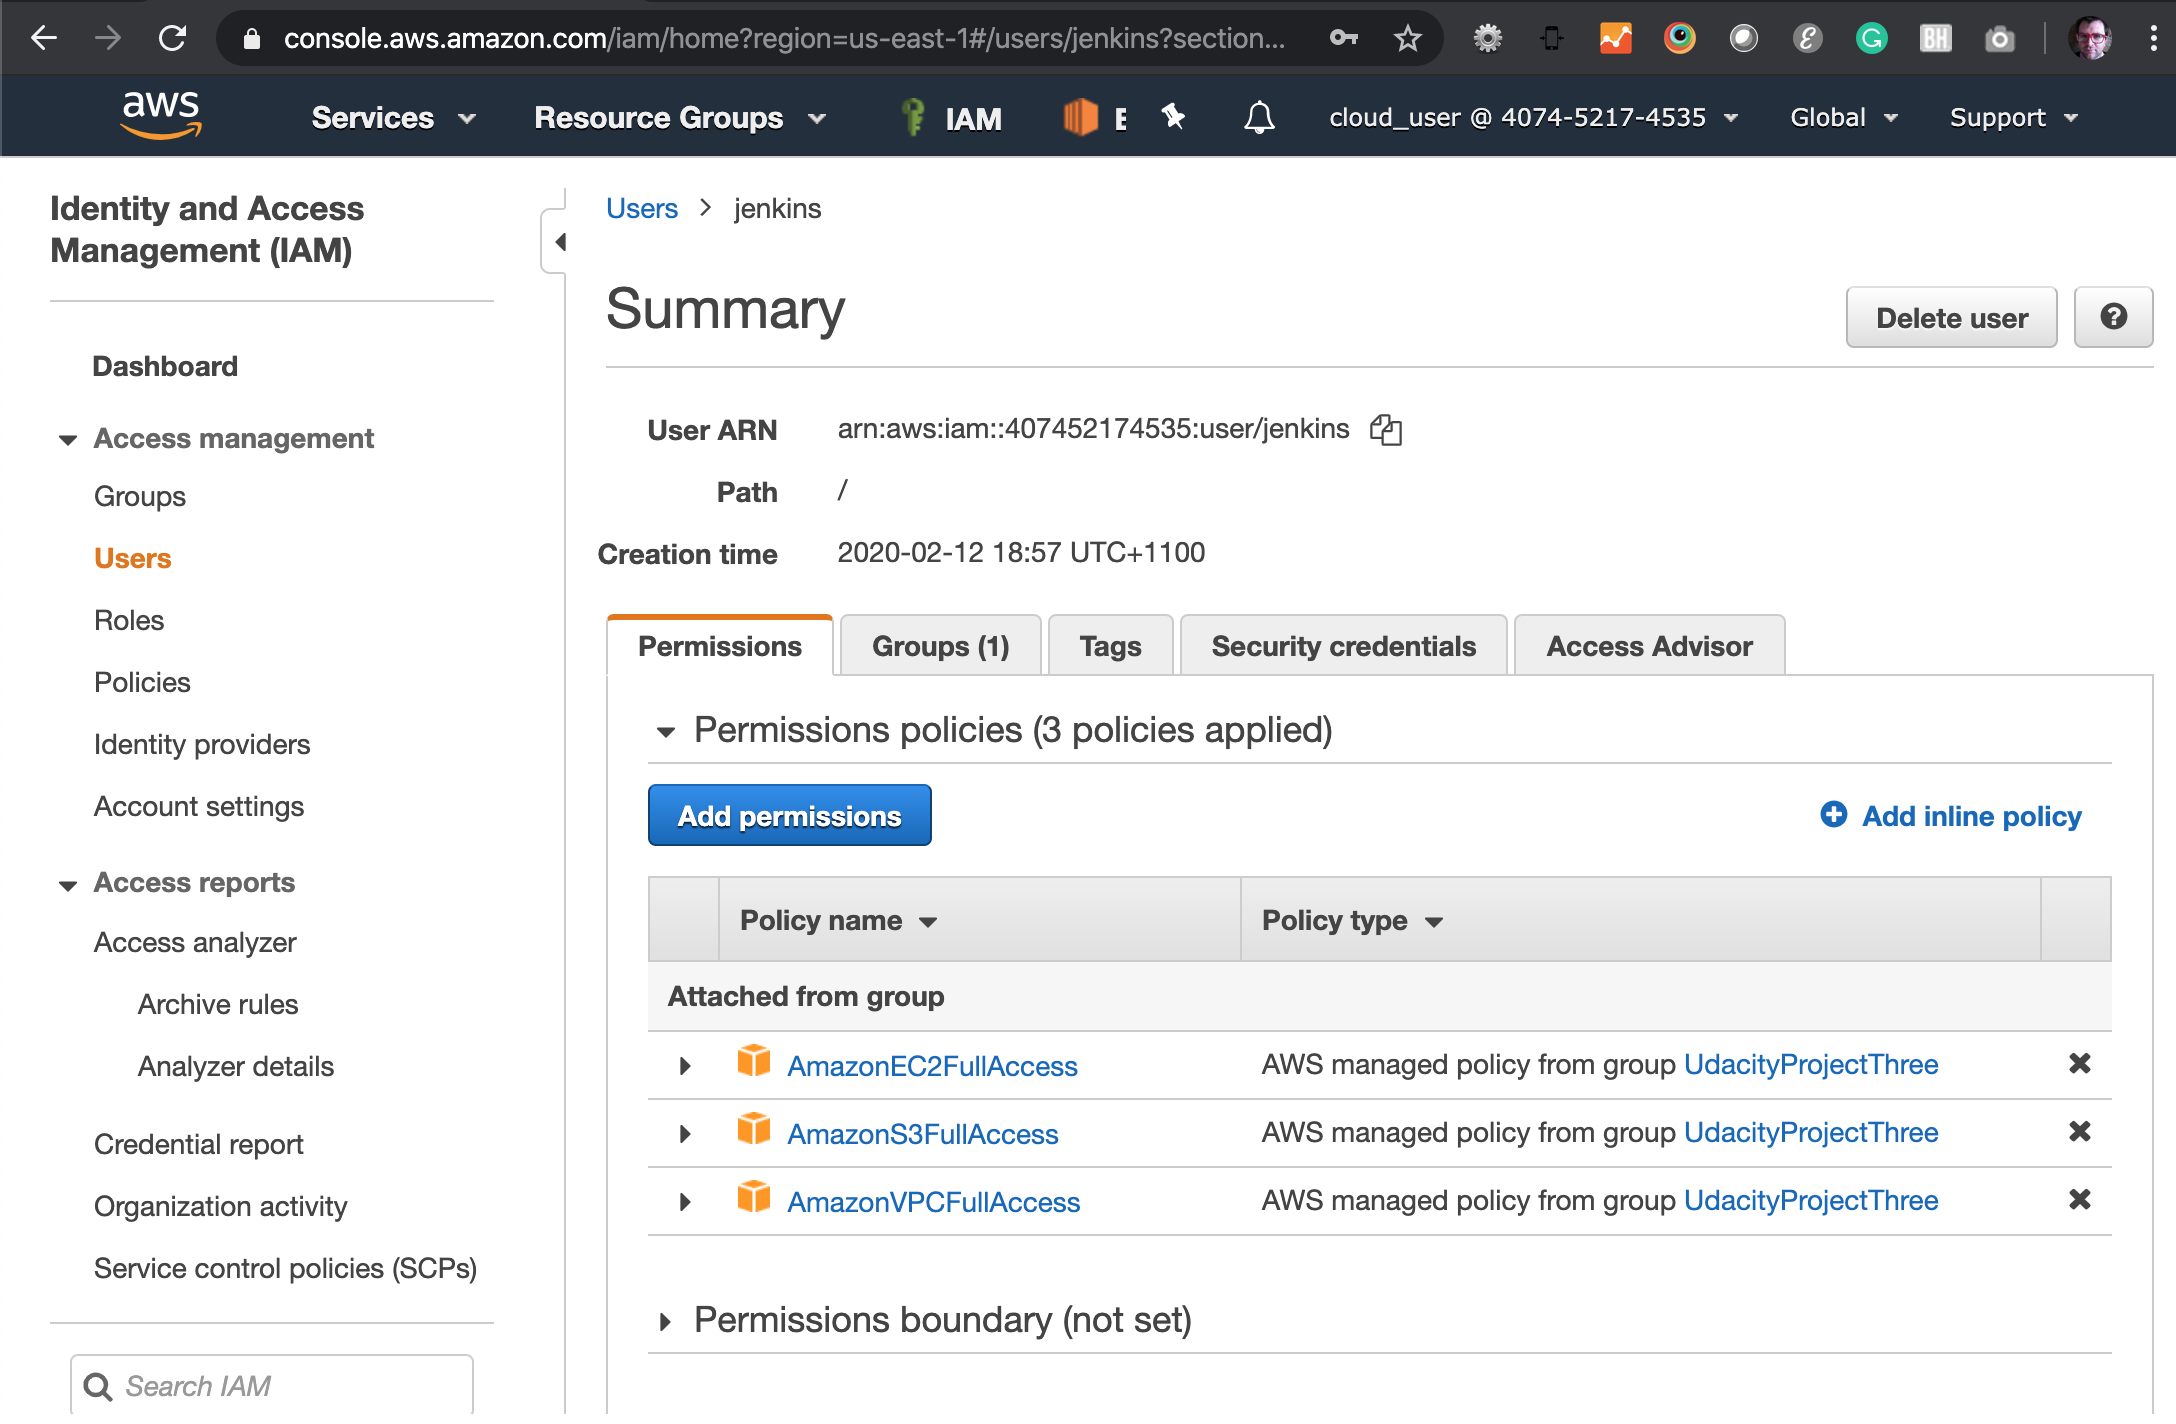 console.aws.amazon.com/iam/home?region=us-east-1#/users/jenkins?section...
BH
aws
Services
Resource Groups
IAM
E
cloud_user @ 4074-5217-4535
Global
Support
Identity and Access
Management (IAM)
Dashboard
Access management
Groups
Users
Roles
Policies
Identity providers
Account settings
Access reports
Access analyzer
Archive rules
Analyzer details
Credential report
Organization activity
Service control policies (SCPs)
Search IAM
Users > jenkins
Summary
Delete user
User ARN arn:aws:iam::407452174535:user/jenkins
Path /
Creation time 2020-02-12 18:57 UTC+1100
Permissions
Groups (1)
Tags
Security credentials
Access Advisor
Permissions policies (3 policies applied)
Add permissions
Add inline policy
Policy name Policy type
Attached from group
AmazonEC2FullAccess AWS managed policy from group UdacityProjectThree
AmazonS3FullAccess AWS managed policy from group UdacityProjectThree
AmazonVPCFullAccess AWS managed policy from group UdacityProjectThree
Permissions boundary (not set)